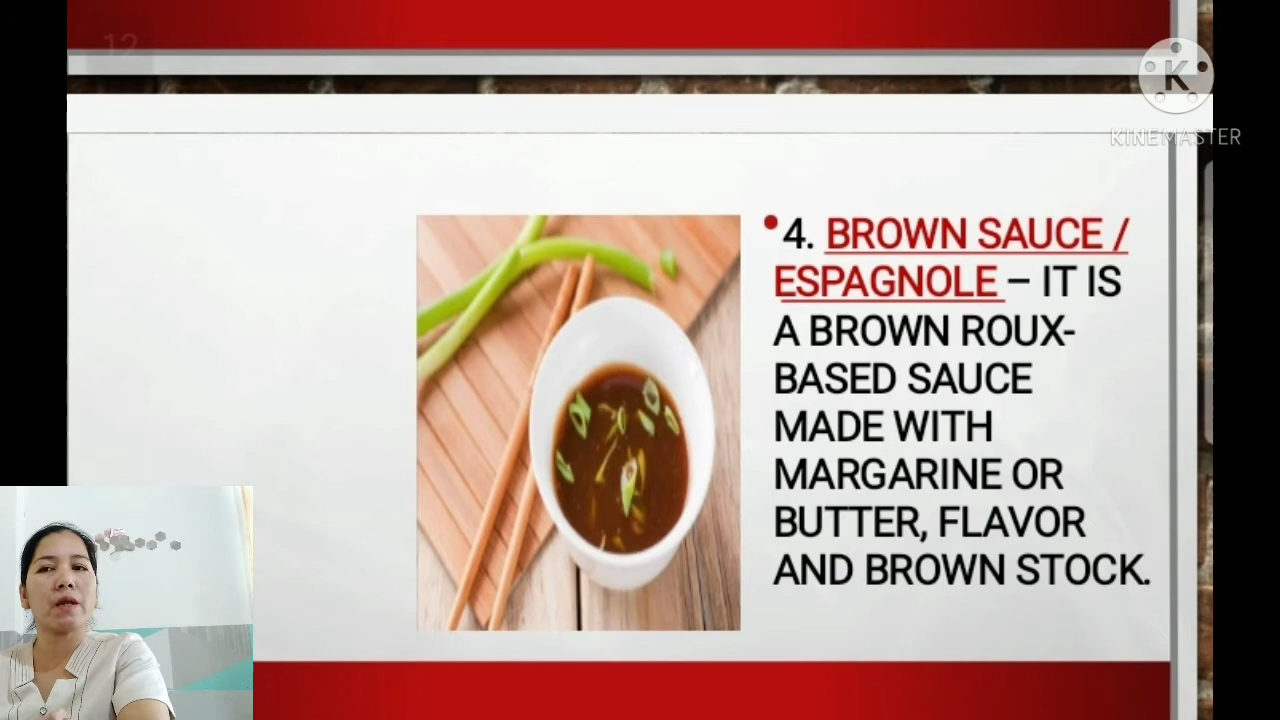 12
K
KINEMASTER
4. BROWN SAUCE /
ESPAGNOLE – IT IS
A BROWN ROUX-
BASED SAUCE
MADE WITH
MARGARINE OR
BUTTER, FLAVOR
AND BROWN STOCK.